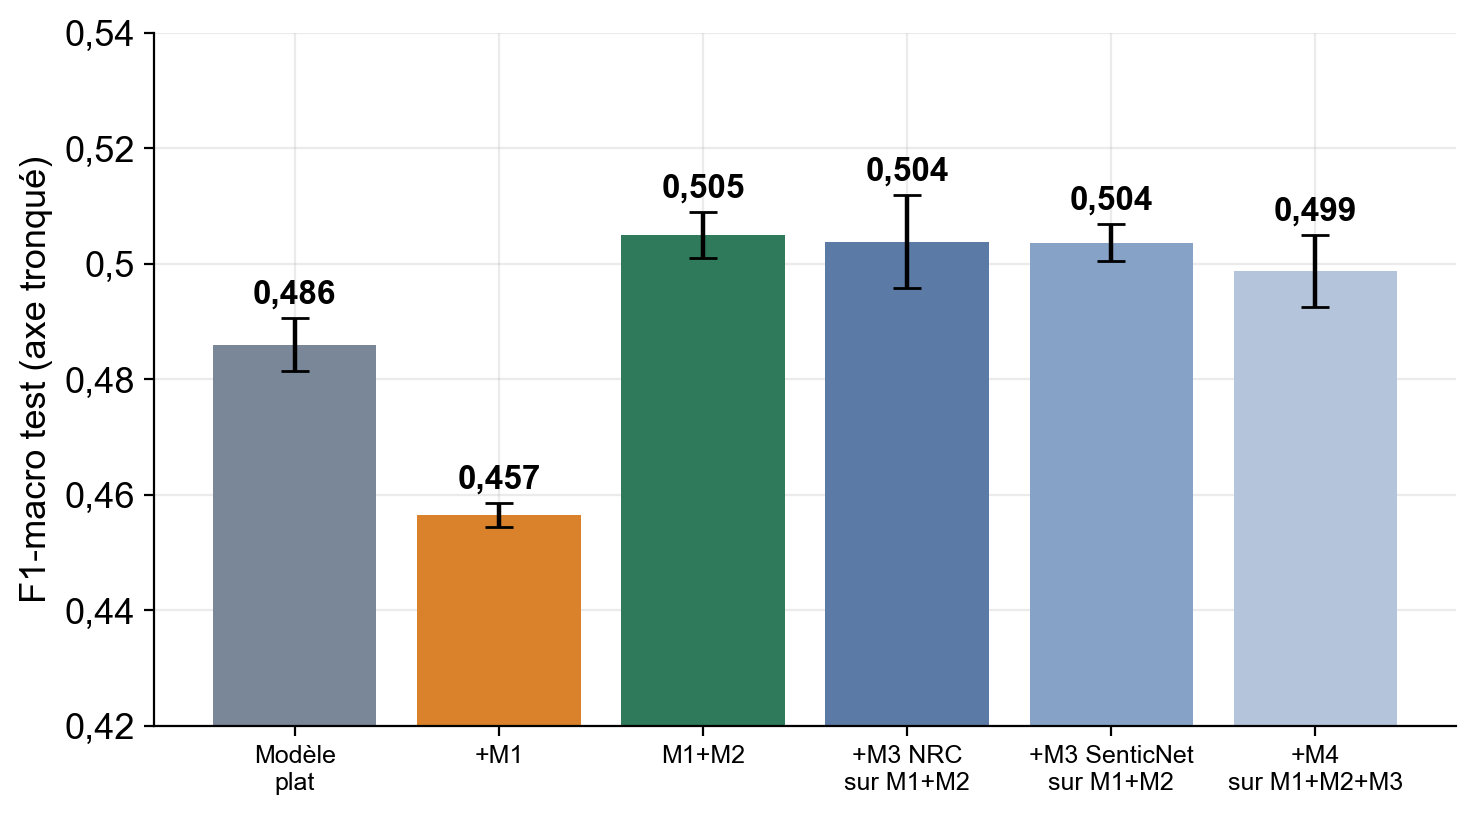 F1-macro test (axe tronqué)
0,54
0,52
0,5
0,48
0,46
0,44
0,42
0,486
0,457
0,505
0,504
0,504
0,499
Modèle
plat
+M1
M1+M2
+M3 NRC
sur M1+M2
+M3 SenticNet
sur M1+M2
+M4
sur M1+M2+M3